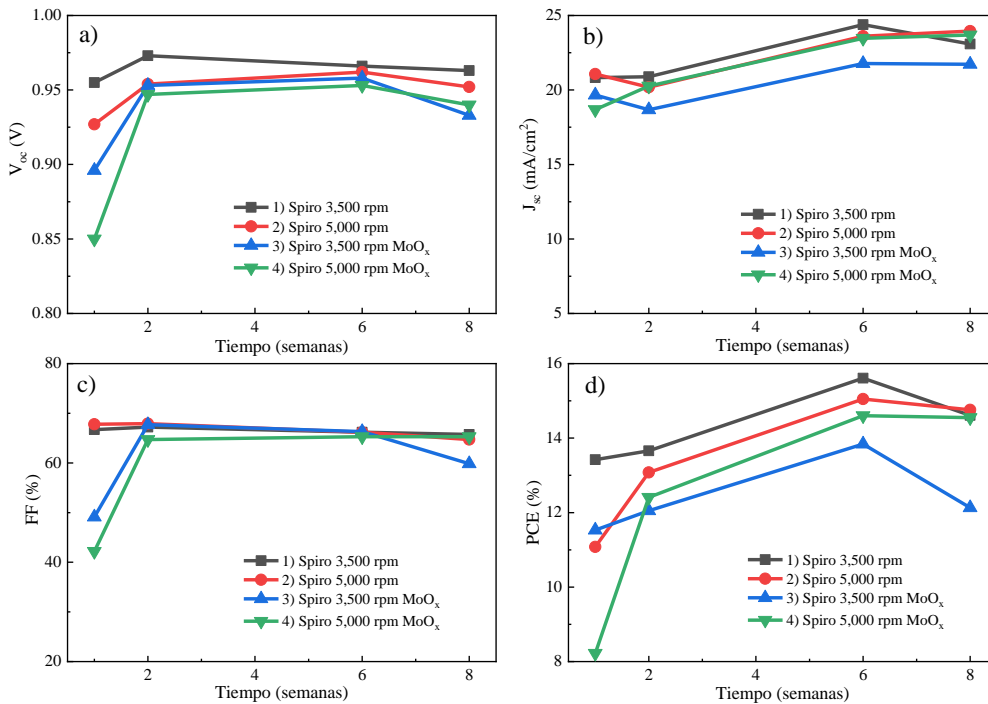 a)
1.00
0.95
0.90
0.85
0.80
V_oc (V)
1) Spiro 3,500 rpm
2) Spiro 5,000 rpm
3) Spiro 3,500 rpm MoO_x
4) Spiro 5,000 rpm MoO_x
2 4 6 8
Tiempo (semanas)
b)
25
20
15
10
5
J_sc (mA/cm²)
1) Spiro 3,500 rpm
2) Spiro 5,000 rpm
3) Spiro 3,500 rpm MoO_x
4) Spiro 5,000 rpm MoO_x
2 4 6 8
Tiempo (semanas)
c)
80
60
40
20
FF (%)
1) Spiro 3,500 rpm
2) Spiro 5,000 rpm
3) Spiro 3,500 rpm MoO_x
4) Spiro 5,000 rpm MoO_x
2 4 6 8
Tiempo (semanas)
d)
16
14
12
10
8
PCE (%)
1) Spiro 3,500 rpm
2) Spiro 5,000 rpm
3) Spiro 3,500 rpm MoO_x
4) Spiro 5,000 rpm MoO_x
2 4 6 8
Tiempo (semanas)